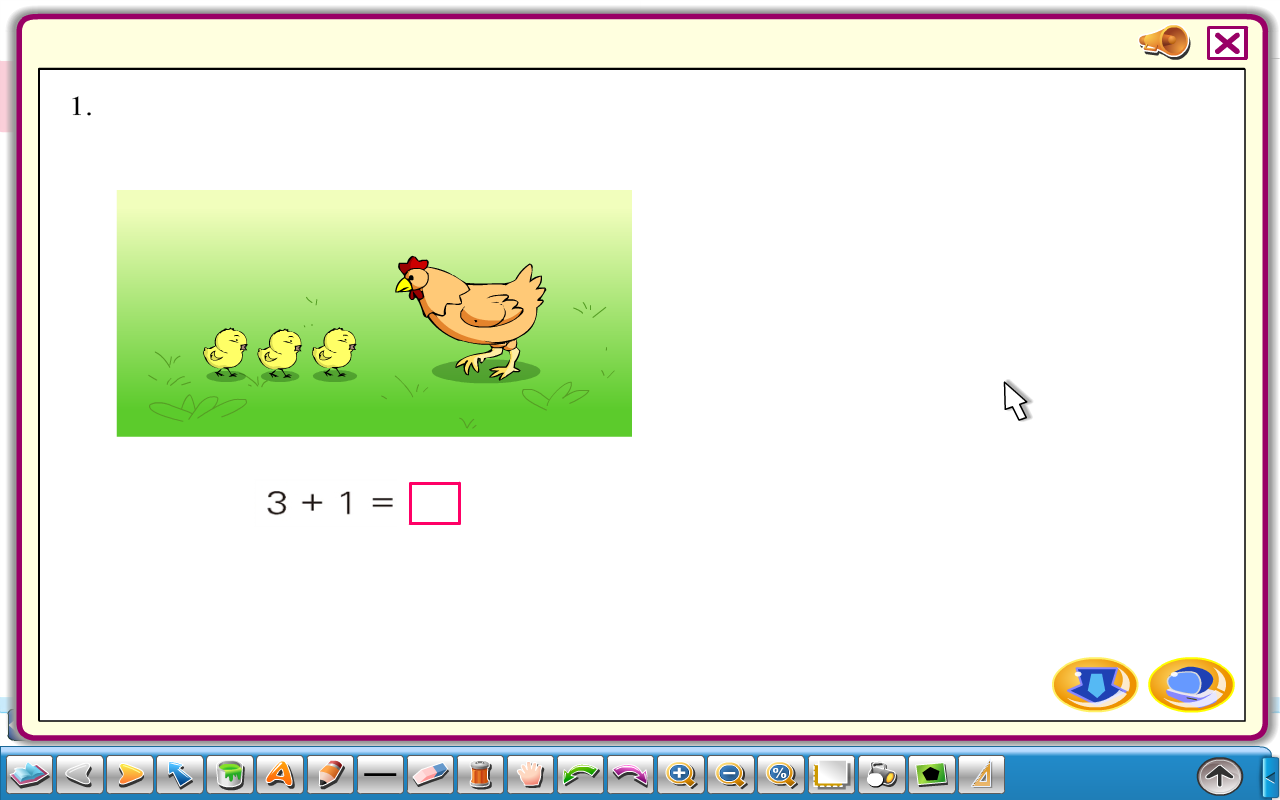 1.
3 + 1 =
%